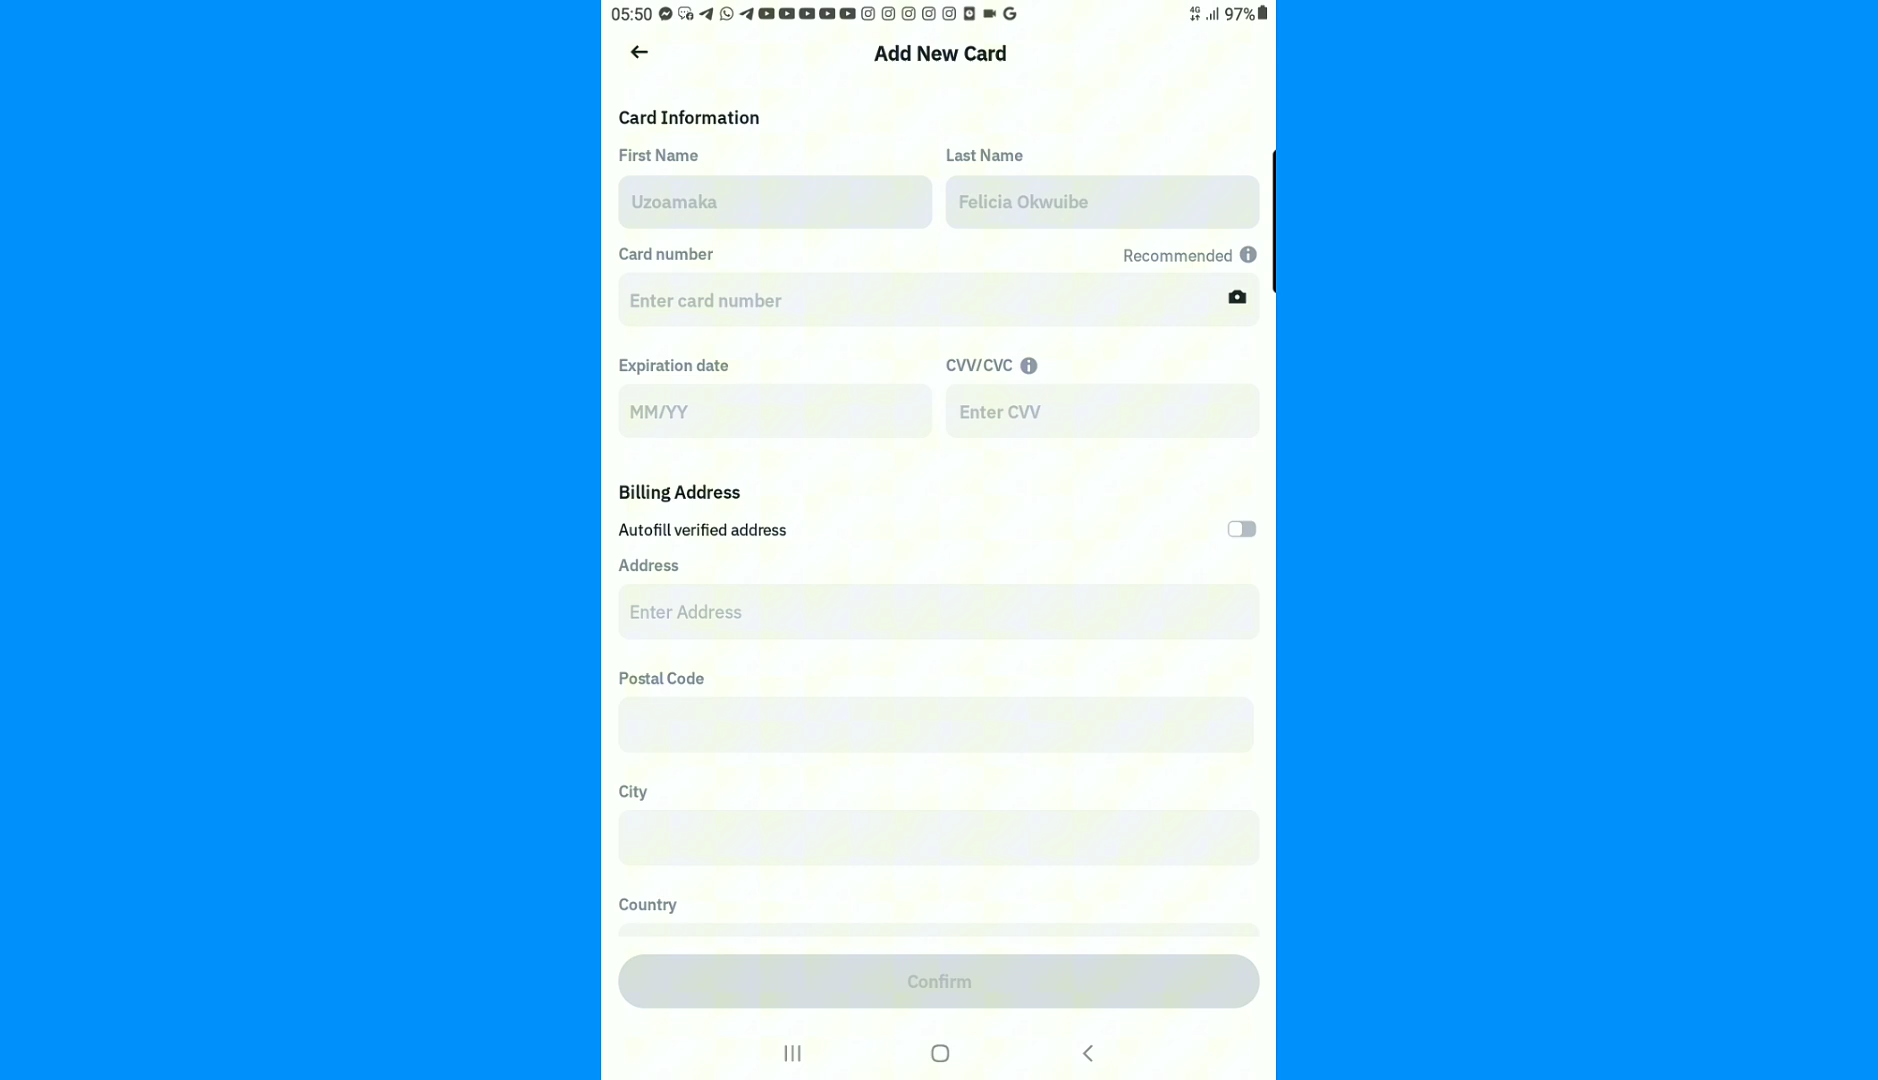 05:50 4G 97%
Add New Card
Card Information
First Name Last Name
Uzoamaka Felicia Okwuibe
Card number Recommended
Enter card number
Expiration date CVV/CVC
MM/YY Enter CVV
Billing Address
Autofill verified address
Address
Enter Address
Postal Code
City
Country
Confirm